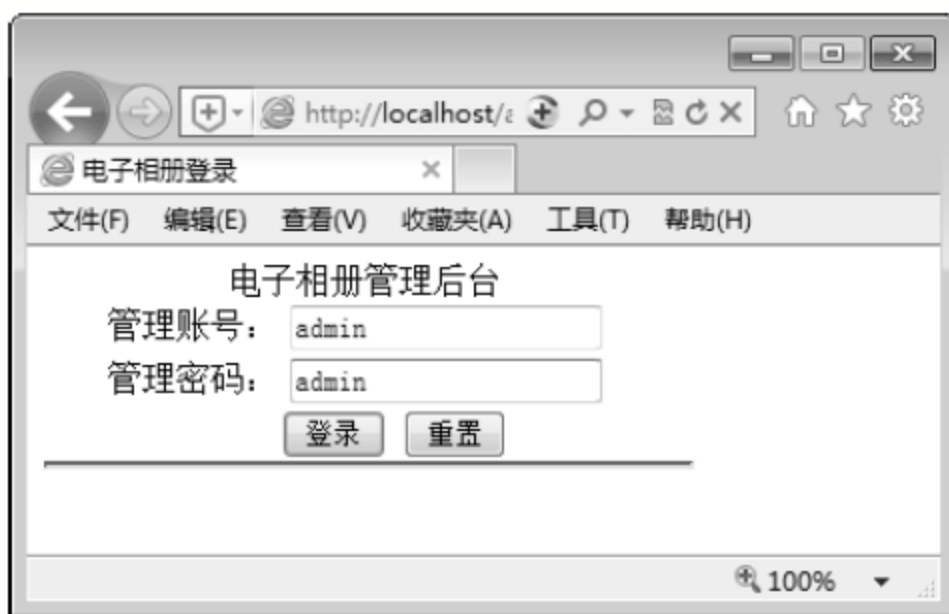 http://localhost/a
电子相册登录
文件(F) 编辑(E) 查看(V) 收藏夹(A) 工具(T) 帮助(H)
电子相册管理后台
管理账号： admin
管理密码： admin
登录 重置
100%